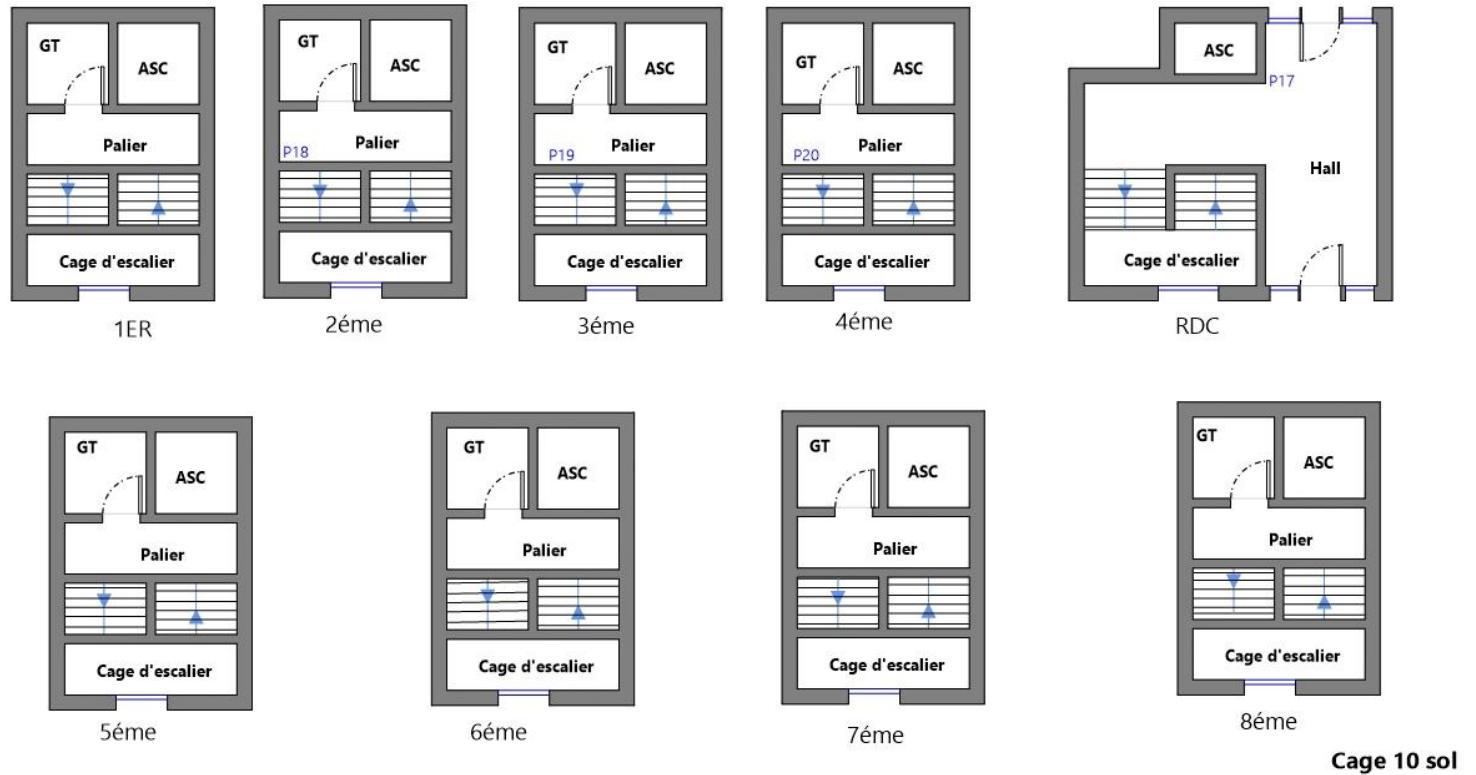 GT
ASC
Palier
Cage d'escalier
1ER
GT
ASC
Palier
P18
Cage d'escalier
2éme
GT
ASC
Palier
P19
Cage d'escalier
3éme
GT
ASC
Palier
P20
Cage d'escalier
4éme
ASC
P17
Hall
Cage d'escalier
RDC
GT
ASC
Palier
Cage d'escalier
5éme
GT
ASC
Palier
Cage d'escalier
6éme
GT
ASC
Palier
Cage d'escalier
7éme
GT
ASC
Palier
Cage d'escalier
8éme
Cage 10 sol